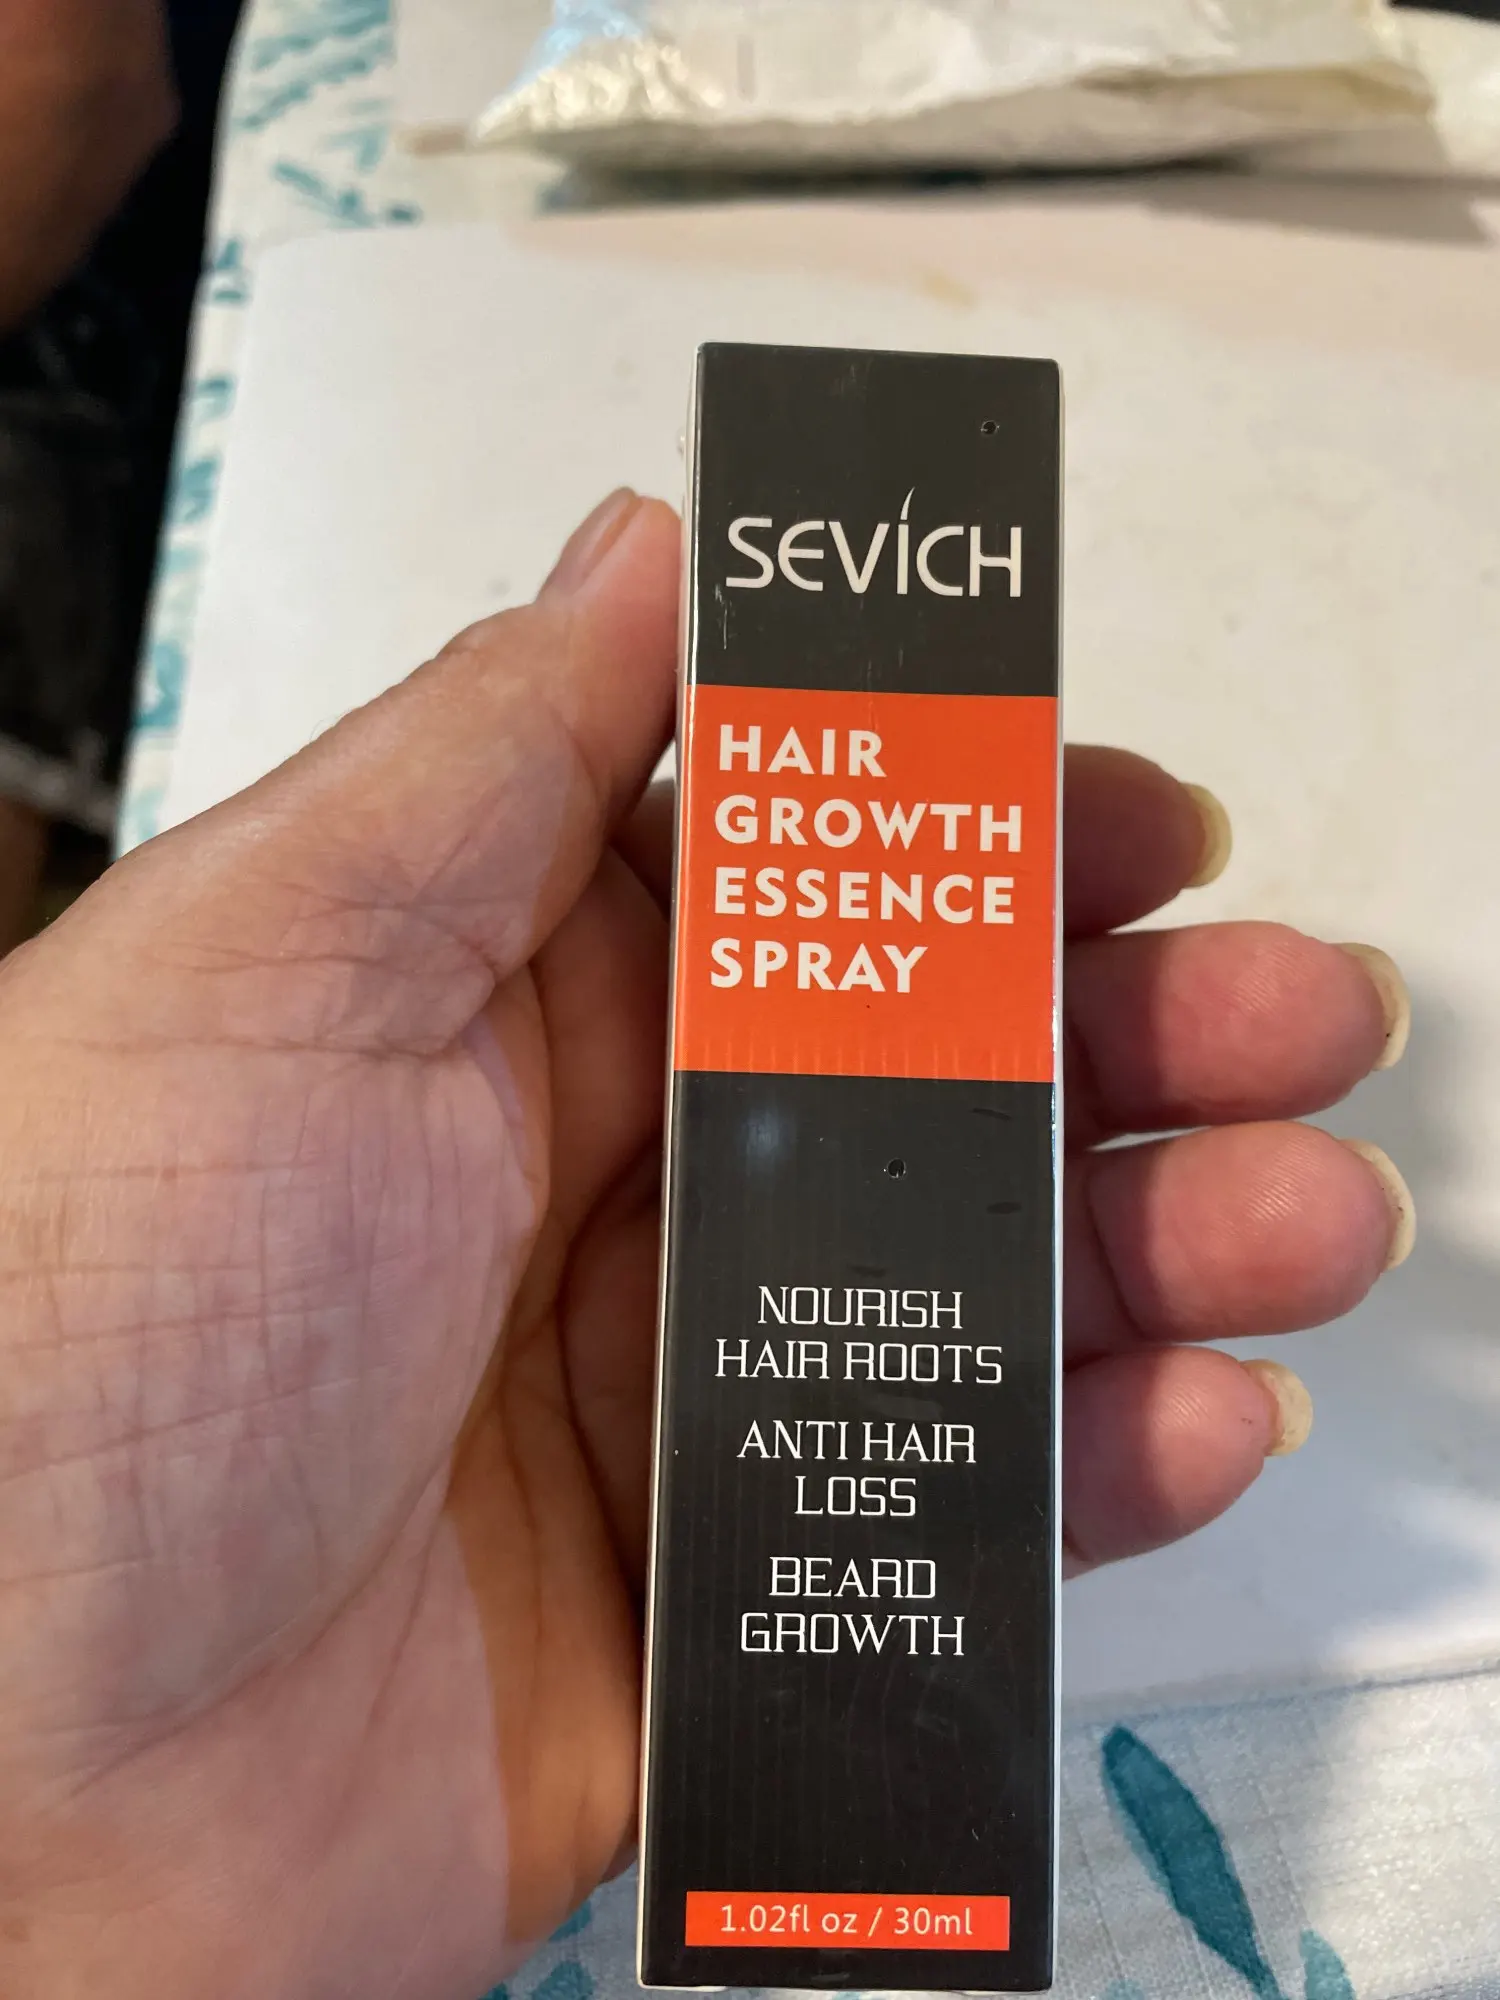 SEVICH
HAIR
GROWTH
ESSENCE
SPRAY
NOURISH
HAIR ROOTS
ANTI HAIR
LOSS
BEARD
GROWTH
1.02fl oz / 30ml